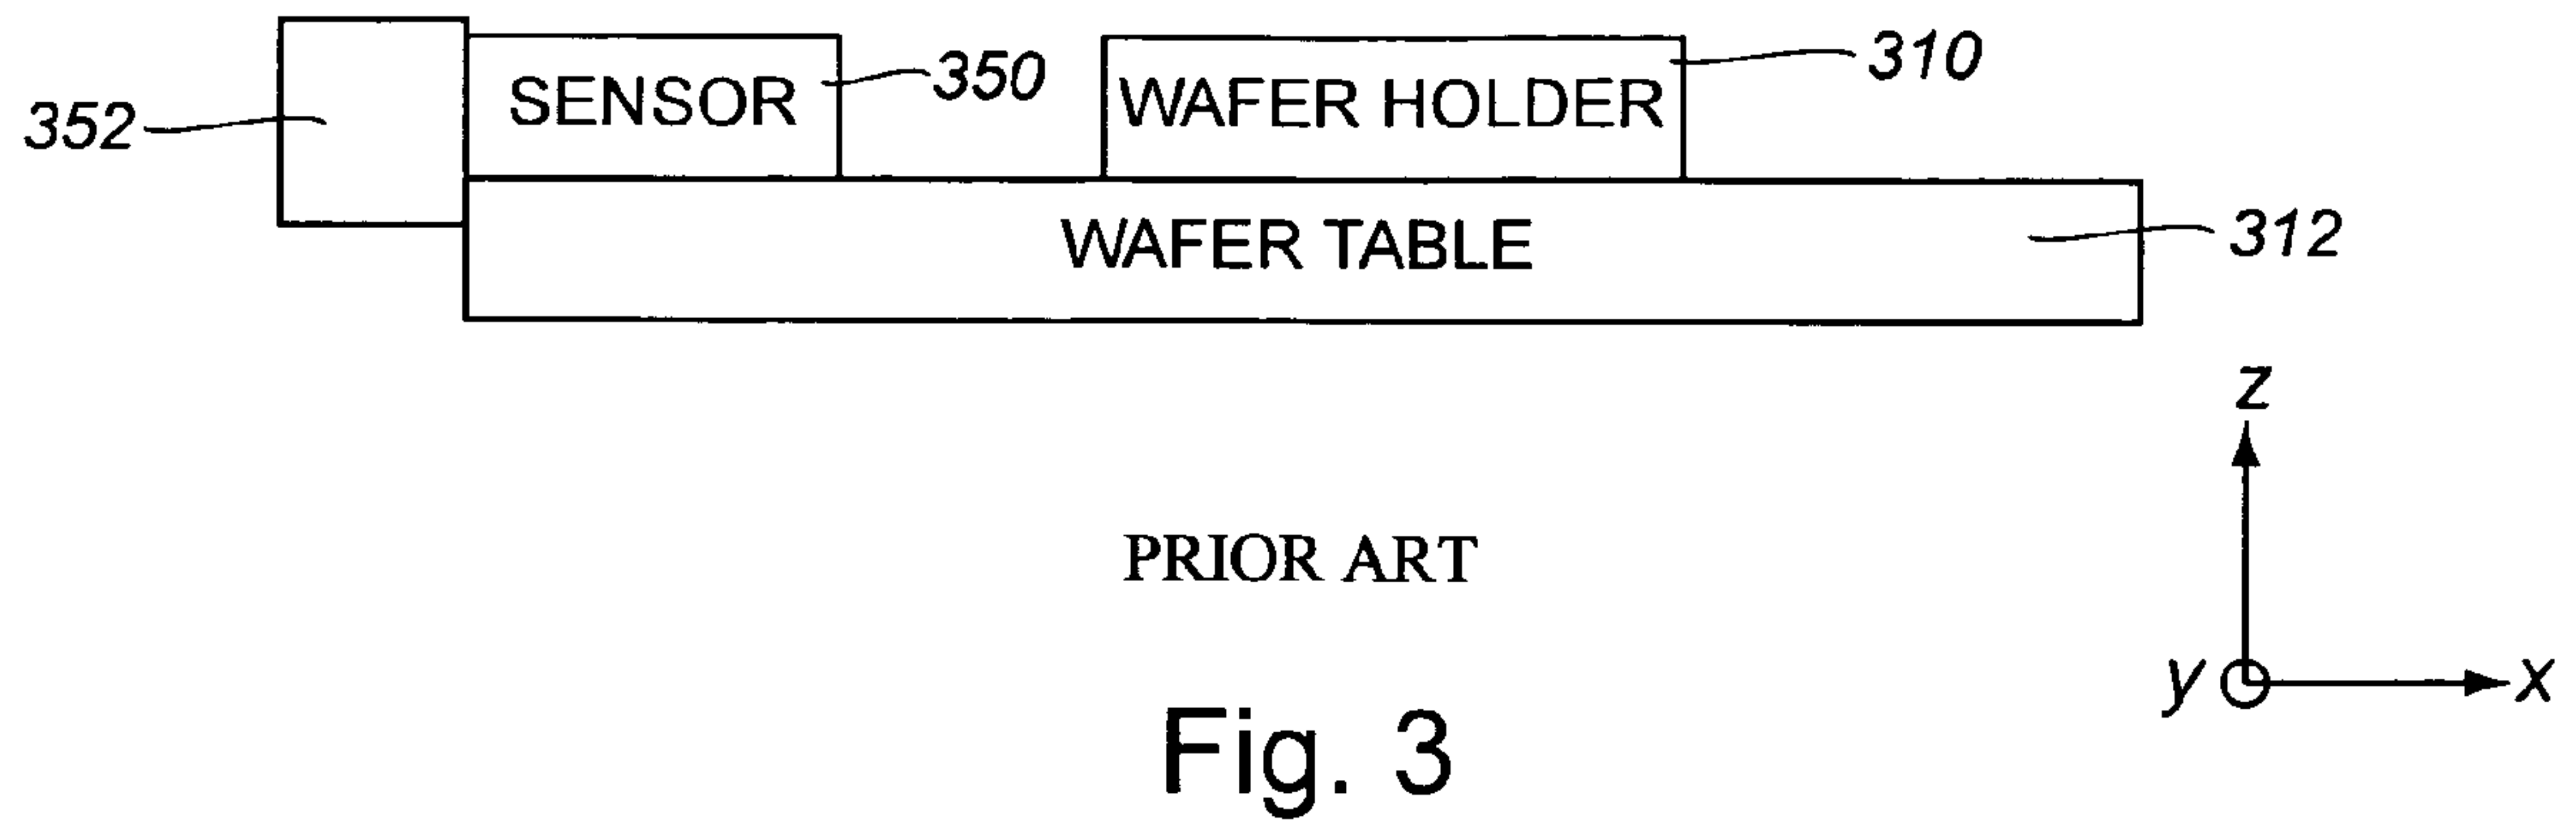 352
SENSOR
350
WAFER HOLDER
310
WAFER TABLE
312
z
y
x
PRIOR ART
Fig. 3